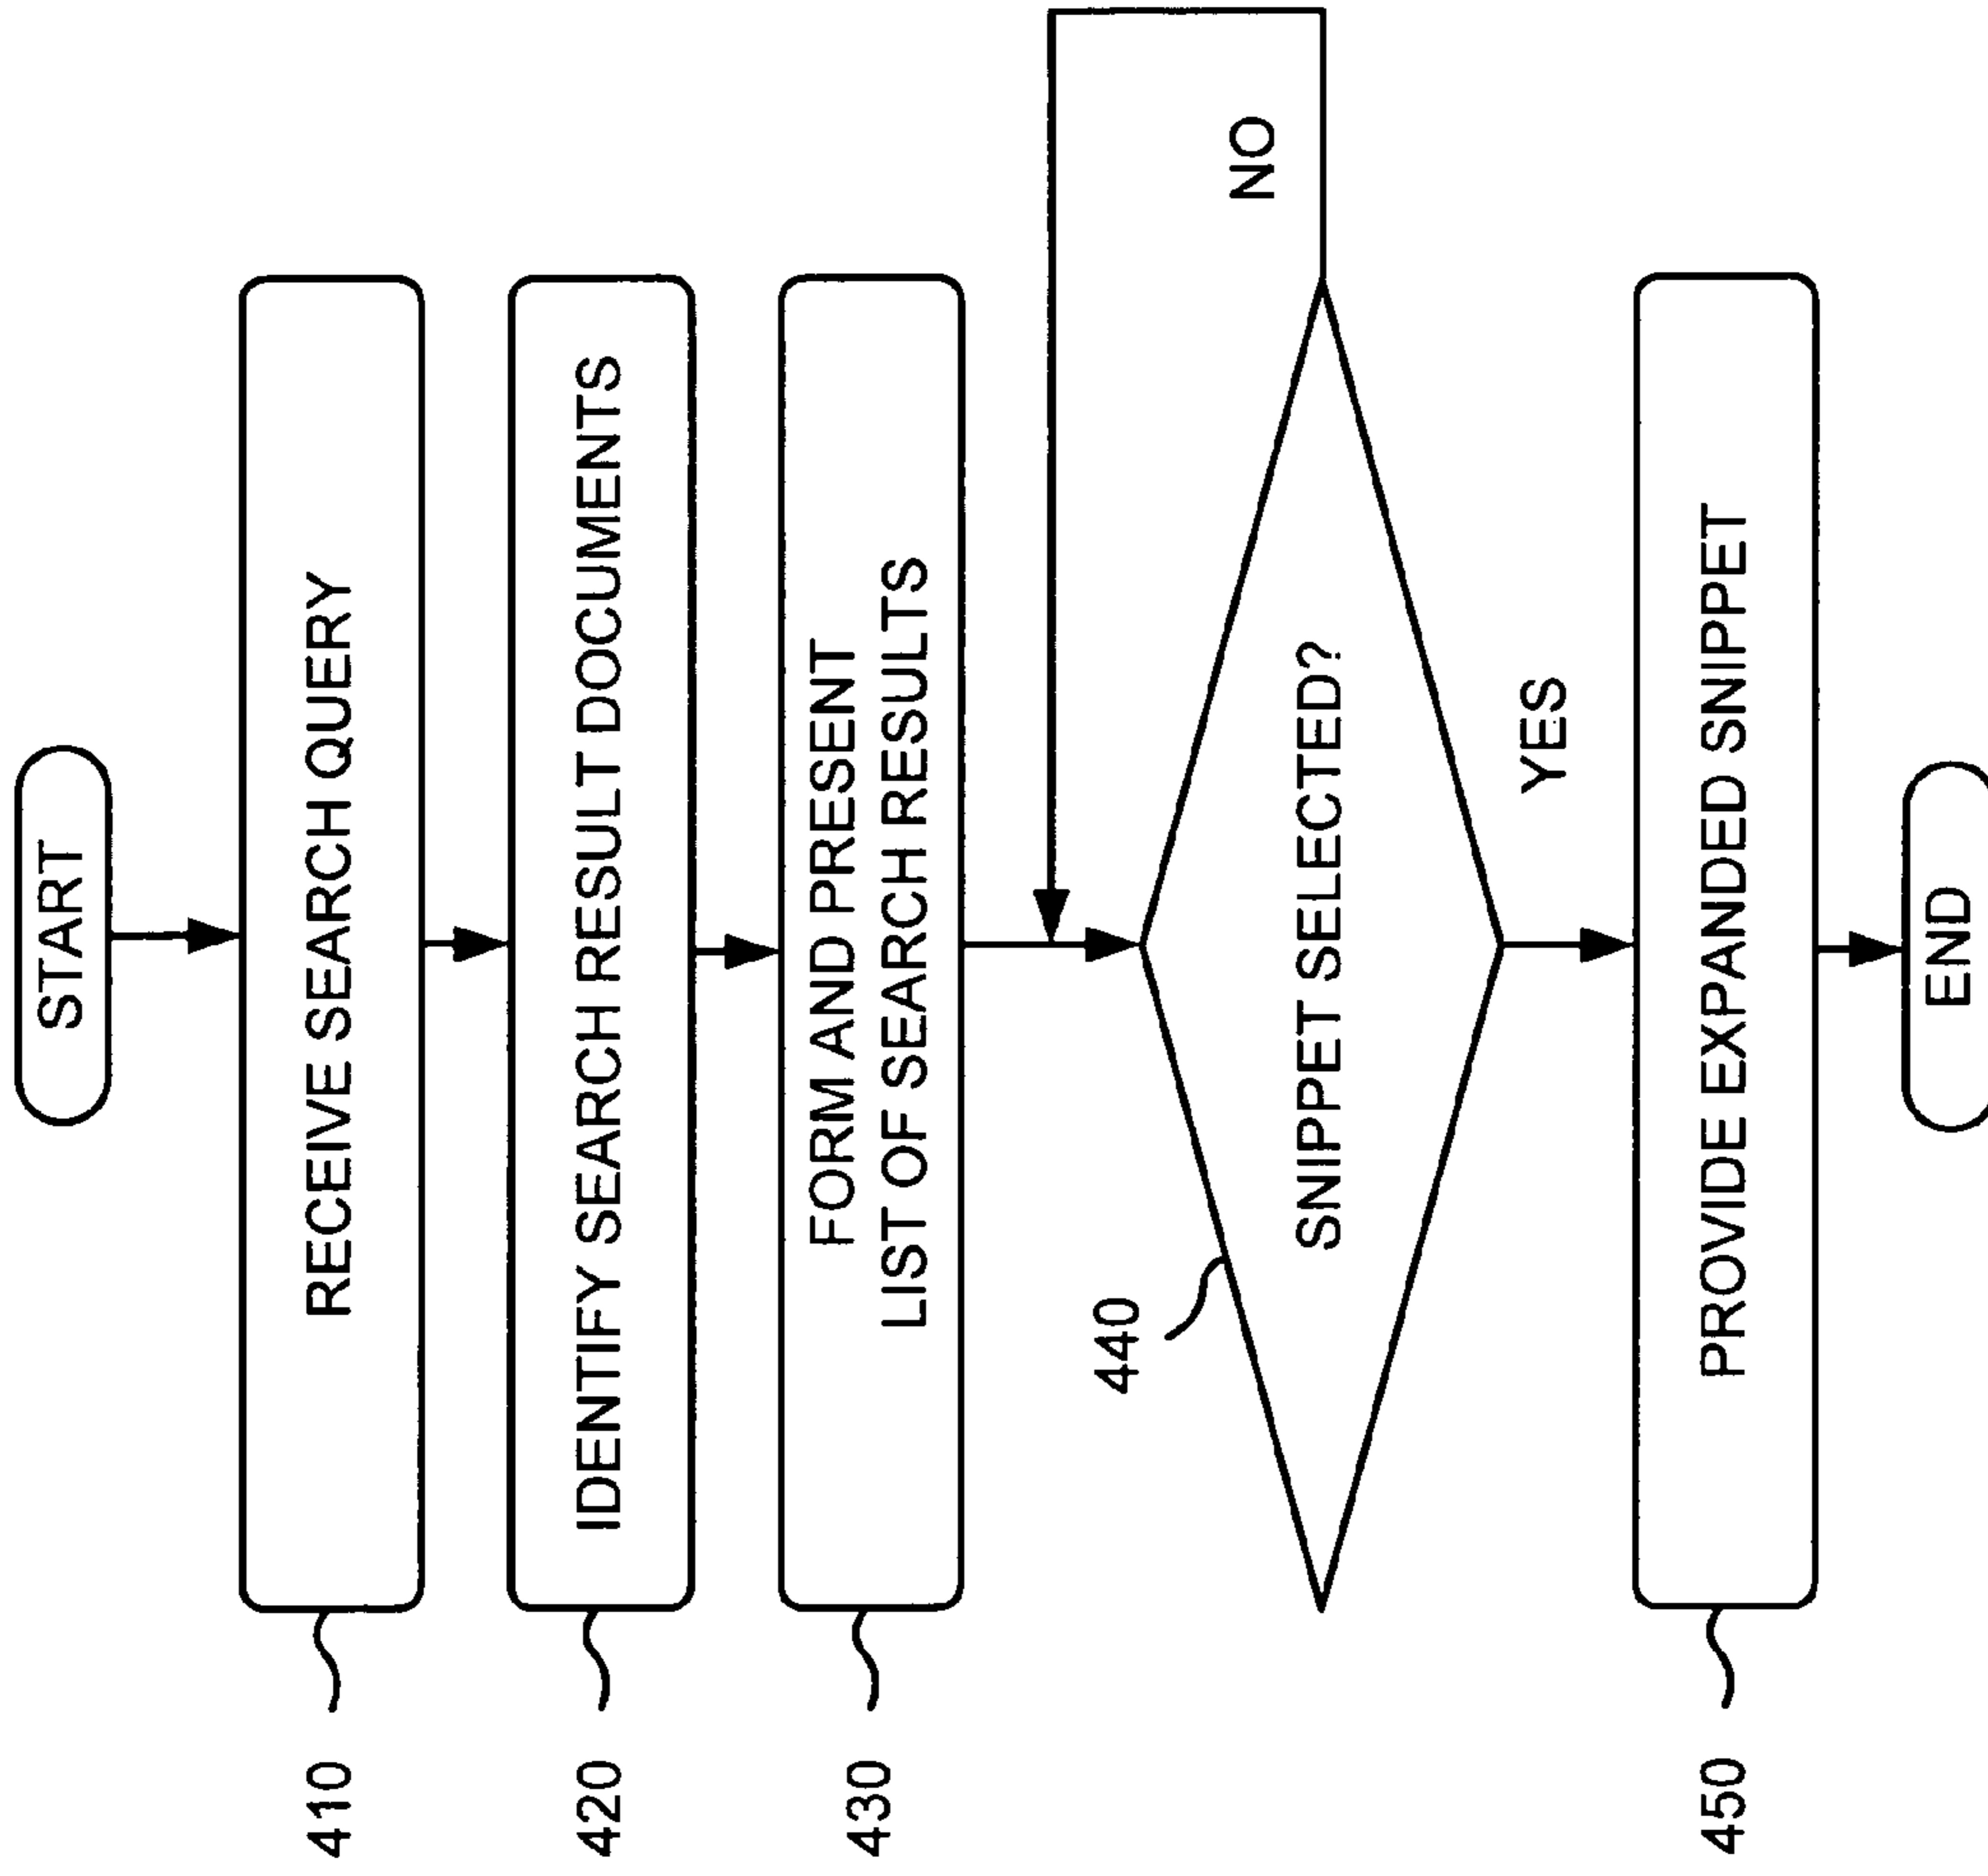 START
410
RECEIVE SEARCH QUERY
420
IDENTIFY SEARCH RESULT DOCUMENTS
430
FORM AND PRESENT
LIST OF SEARCH RESULTS
440
SNIPPET SELECTED?
NO
YES
450
PROVIDE EXPANDED SNIPPET
END